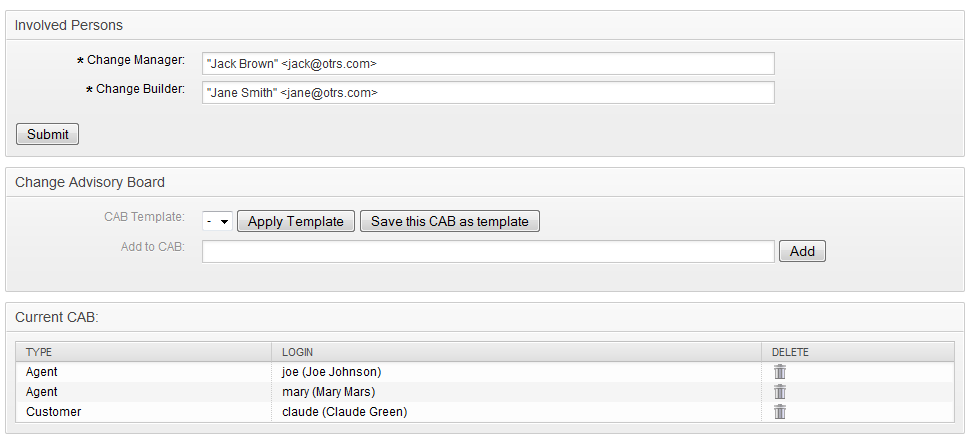 Involved Persons
* Change Manager: "Jack Brown" <jack@otrs.com>
* Change Builder: "Jane Smith" <jane@otrs.com>
Submit
Change Advisory Board
CAB Template: - Apply Template Save this CAB as template
Add to CAB: Add
Current CAB:
TYPE LOGIN DELETE
Agent joe (Joe Johnson)
Agent mary (Mary Mars)
Customer claude (Claude Green)